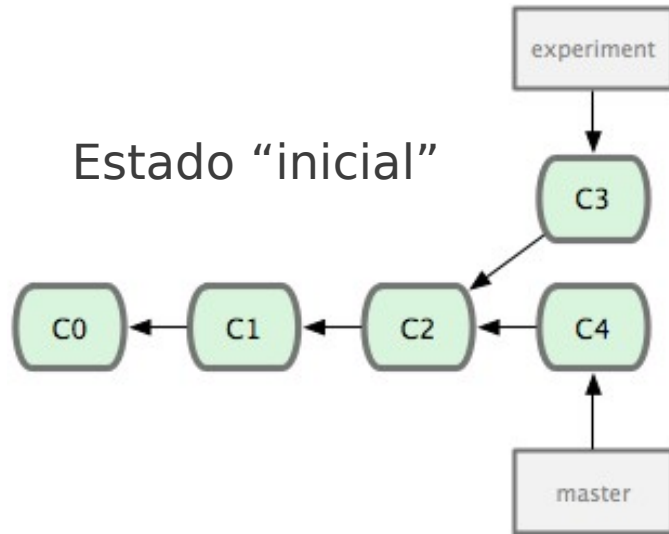 experiment
Estado “inicial”
C3
C0 C1 C2 C4
master